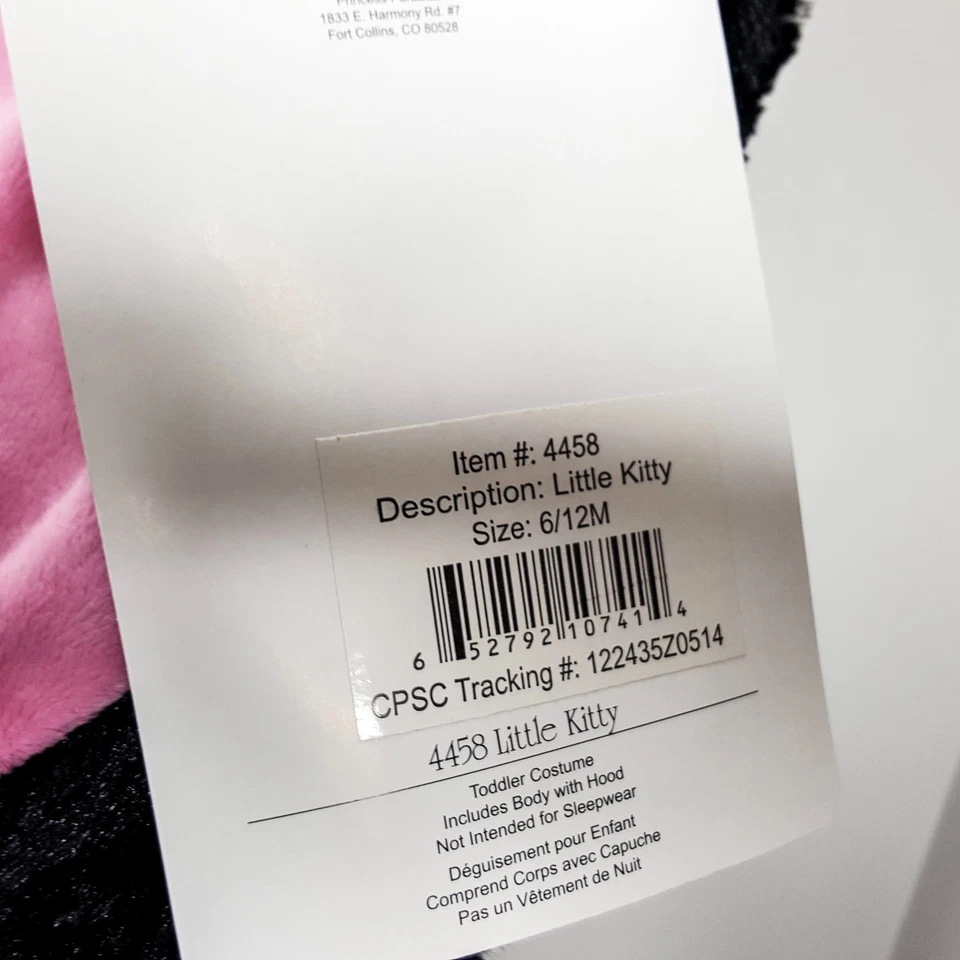 Princess
1833 E. Harmony Rd. #7
Fort Collins, CO 80528
Item #: 4458
Description: Little Kitty
Size: 6/12M
6 52792 10741 4
CPSC Tracking #: 122435Z0514
4458 Little Kitty
Toddler Costume
Includes Body with Hood
Not Intended for Sleepwear
Déguisement pour Enfant
Comprend Corps avec Capuche
Pas un Vêtement de Nuit